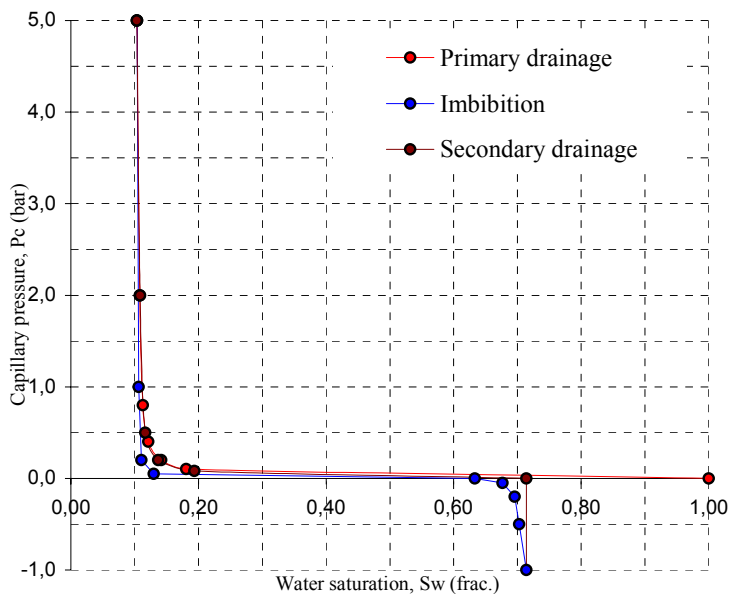 5,0
4,0
3,0
2,0
1,0
0,0
-1,0
Capillary pressure, Pc (bar)
Primary drainage
Imbibition
Secondary drainage
0,00 0,20 0,40 0,60 0,80 1,00
Water saturation, Sw (frac.)